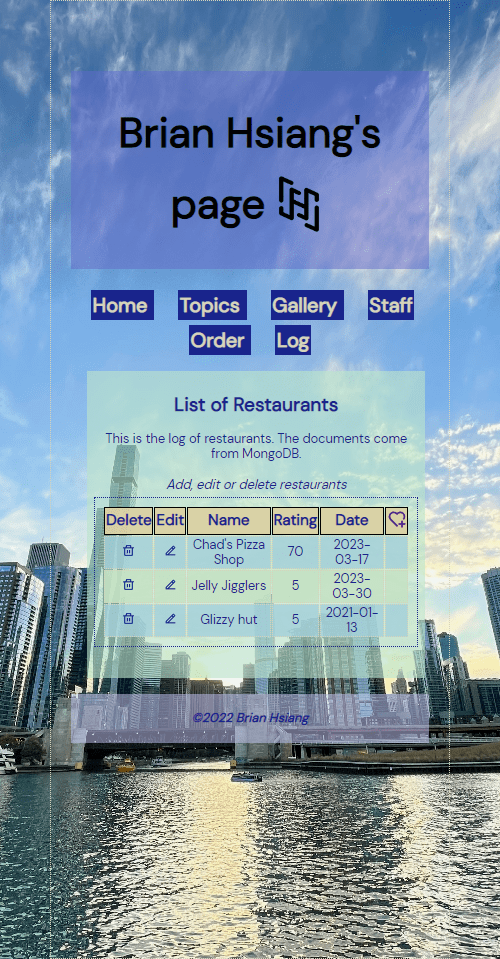 Brian Hsiang's
page
Home Topics Gallery Staff
Order Log
List of Restaurants
This is the log of restaurants. The documents come
from MongoDB.
Add, edit or delete restaurants
Delete Edit Name Rating Date
Chad's Pizza Shop 70 2023-03-17
Jelly Jigglers 5 2023-03-30
Glizzy hut 5 2021-01-13
©2022 Brian Hsiang